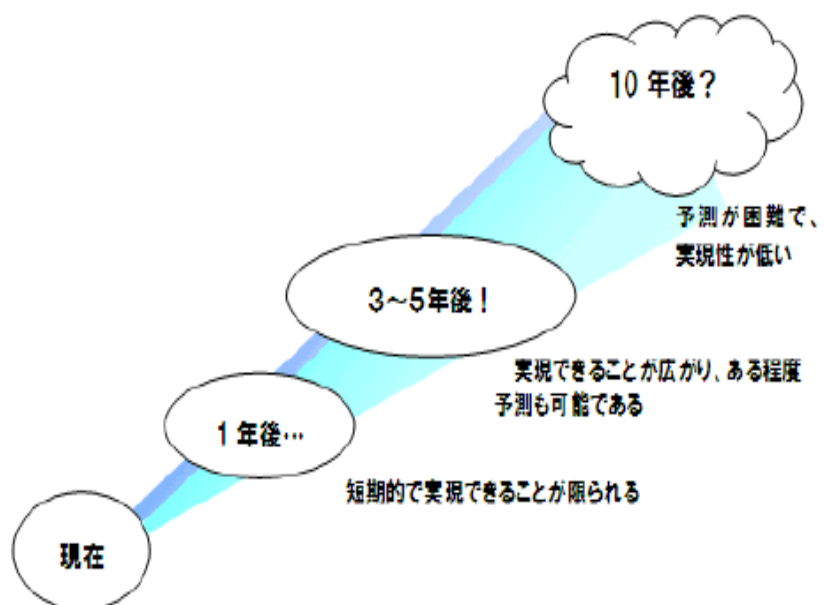 10 年後？
予測が困難で、
実現性が低い
3～5年後！
実現できることが広がり、ある程度
予測も可能である
1 年後…
短期的で実現できることが限られる
現在